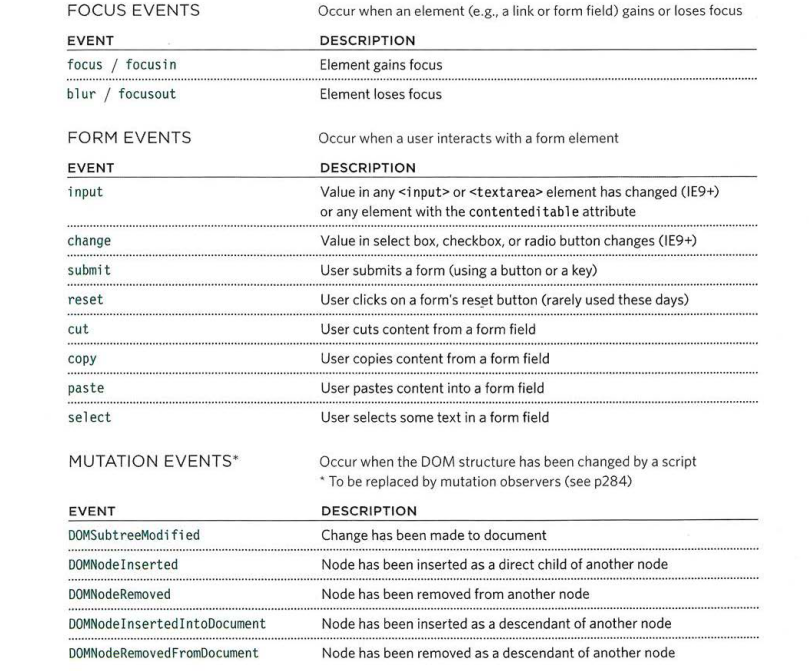 FOCUS EVENTS Occur when an element (e.g., a link or form field) gains or loses focus
EVENT DESCRIPTION
focus / focusin Element gains focus
blur / focusout Element loses focus
FORM EVENTS Occur when a user interacts with a form element
EVENT DESCRIPTION
input Value in any <input> or <textarea> element has changed (IE9+)
or any element with the contenteditable attribute
change Value in select box, checkbox, or radio button changes (IE9+)
submit User submits a form (using a button or a key)
reset User clicks on a form's reset button (rarely used these days)
cut User cuts content from a form field
copy User copies content from a form field
paste User pastes content into a form field
select User selects some text in a form field
MUTATION EVENTS* Occur when the DOM structure has been changed by a script
* To be replaced by mutation observers (see p284)
EVENT DESCRIPTION
DOMSubtreeModified Change has been made to document
DOMNodeInserted Node has been inserted as a direct child of another node
DOMNodeRemoved Node has been removed from another node
DOMNodeInsertedIntoDocument Node has been inserted as a descendant of another node
DOMNodeRemovedFromDocument Node has been removed as a descendant of another node